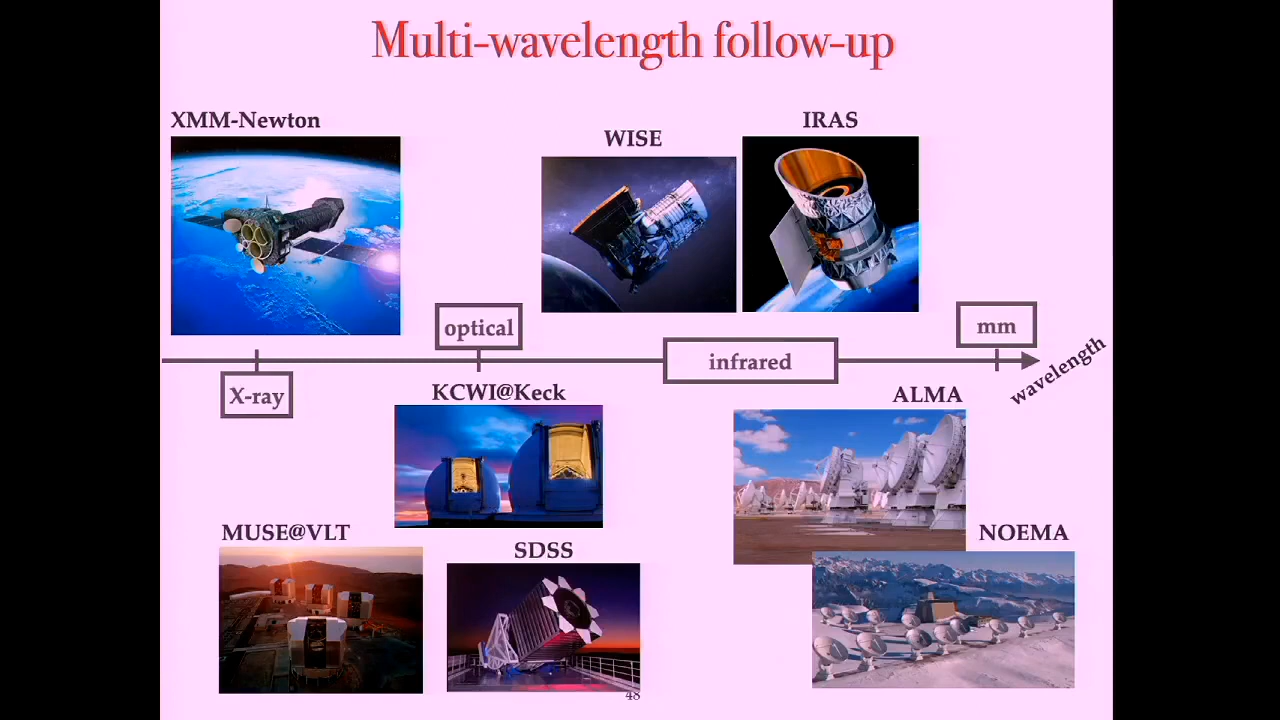 Multi-wavelength follow-up
XMM-Newton
WISE
IRAS
optical
mm
infrared
X-ray
wavelength
KCWI@Keck
ALMA
MUSE@VLT
SDSS
NOEMA
48